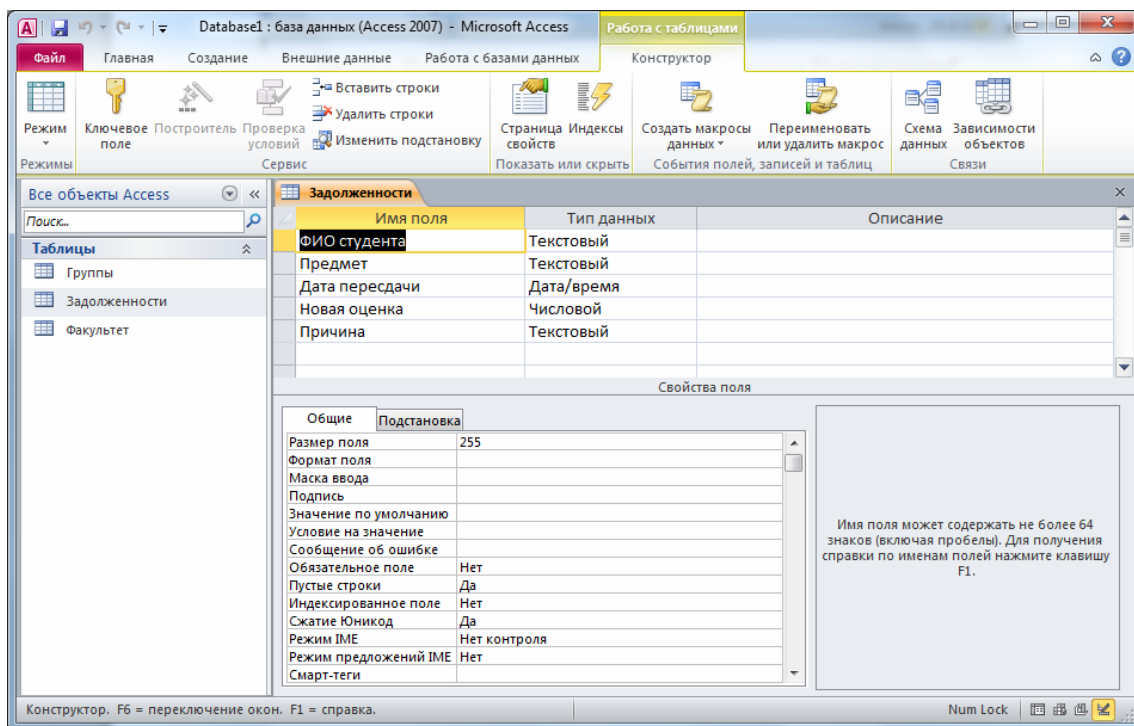 Database1 : база данных (Access 2007) - Microsoft Access
Работа с таблицами
Файл Главная Создание Внешние данные Работа с базами данных Конструктор
Режим
Ключевое поле
Построитель
Проверка условий
Вставить строки
Удалить строки
Изменить подстановку
Страница свойств
Индексы
Создать макросы данных
Переименовать или удалить макрос
Схема данных
Зависимости объектов
Режимы Сервис Показать или скрыть События полей, записей и таблиц Связи
Все объекты Access
Поиск...
Таблицы
Группы
Задолженности
Факультет
Задолженности
Имя поля Тип данных Описание
ФИО студента Текстовый
Предмет Текстовый
Дата пересдачи Дата/время
Новая оценка Числовой
Причина Текстовый
Свойства поля
Общие Подстановка
Размер поля 255
Формат поля
Маска ввода
Подпись
Значение по умолчанию
Условие на значение
Сообщение об ошибке
Обязательное поле Нет
Пустые строки Да
Индексированное поле Нет
Сжатие Юникод Да
Режим IME Нет контроля
Режим предложений IME Нет
Смарт-теги
Имя поля может содержать не более 64
знаков (включая пробелы). Для получения
справки по именам полей нажмите клавишу
F1.
Конструктор. F6 = переключение окон. F1 = справка. Num Lock